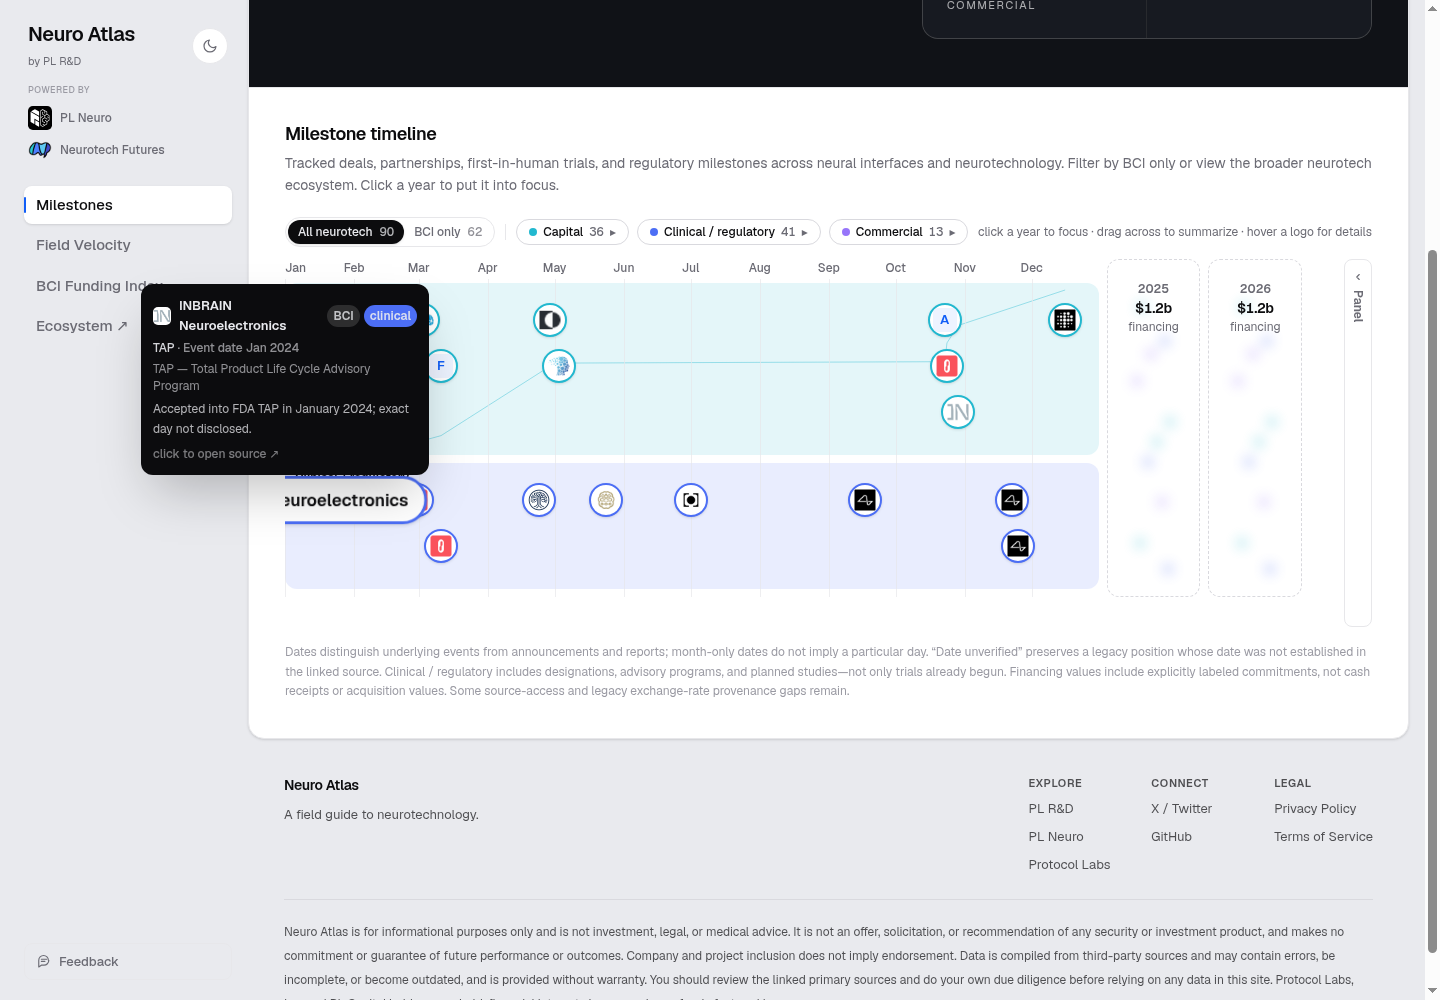 COMMERCIAL
Neuro Atlas
by PL R&D
POWERED BY
PL Neuro
Neurotech Futures
Milestones
Field Velocity
BCI Funding Index
Ecosystem ↗
Feedback
Milestone timeline
Tracked deals, partnerships, first-in-human trials, and regulatory milestones across neural interfaces and neurotechnology. Filter by BCI only or view the broader neurotech
ecosystem. Click a year to put it into focus.
All neurotech 90 BCI only 62 Capital 36 ▸ Clinical / regulatory 41 ▸ Commercial 13 ▸ click a year to focus · drag across to summarize · hover a logo for details
Jan Feb Mar Apr May Jun Jul Aug Sep Oct Nov Dec
INBRAIN
Neuroelectronics
BCI clinical
TAP · Event date Jan 2024
TAP — Total Product Life Cycle Advisory
Program
Accepted into FDA TAP in January 2024; exact
day not disclosed.
click to open source ↗
A
F
euroelectronics
2025
$1.2b
financing
2026
$1.2b
financing
‹ Panel
Dates distinguish underlying events from announcements and reports; month-only dates do not imply a particular day. “Date unverified” preserves a legacy position whose date was not established in
the linked source. Clinical / regulatory includes designations, advisory programs, and planned studies—not only trials already begun. Financing values include explicitly labeled commitments, not cash
receipts or acquisition values. Some source-access and legacy exchange-rate provenance gaps remain.
Neuro Atlas
A field guide to neurotechnology.
EXPLORE
PL R&D
PL Neuro
Protocol Labs
CONNECT
X / Twitter
GitHub
LEGAL
Privacy Policy
Terms of Service
Neuro Atlas is for informational purposes only and is not investment, legal, or medical advice. It is not an offer, solicitation, or recommendation of any security or investment product, and makes no
commitment or guarantee of future performance or outcomes. Company and project inclusion does not imply endorsement. Data is compiled from third-party sources and may contain errors, be
incomplete, or become outdated, and is provided without warranty. You should review the linked primary sources and do your own due diligence before relying on any data in this site. Protocol Labs,